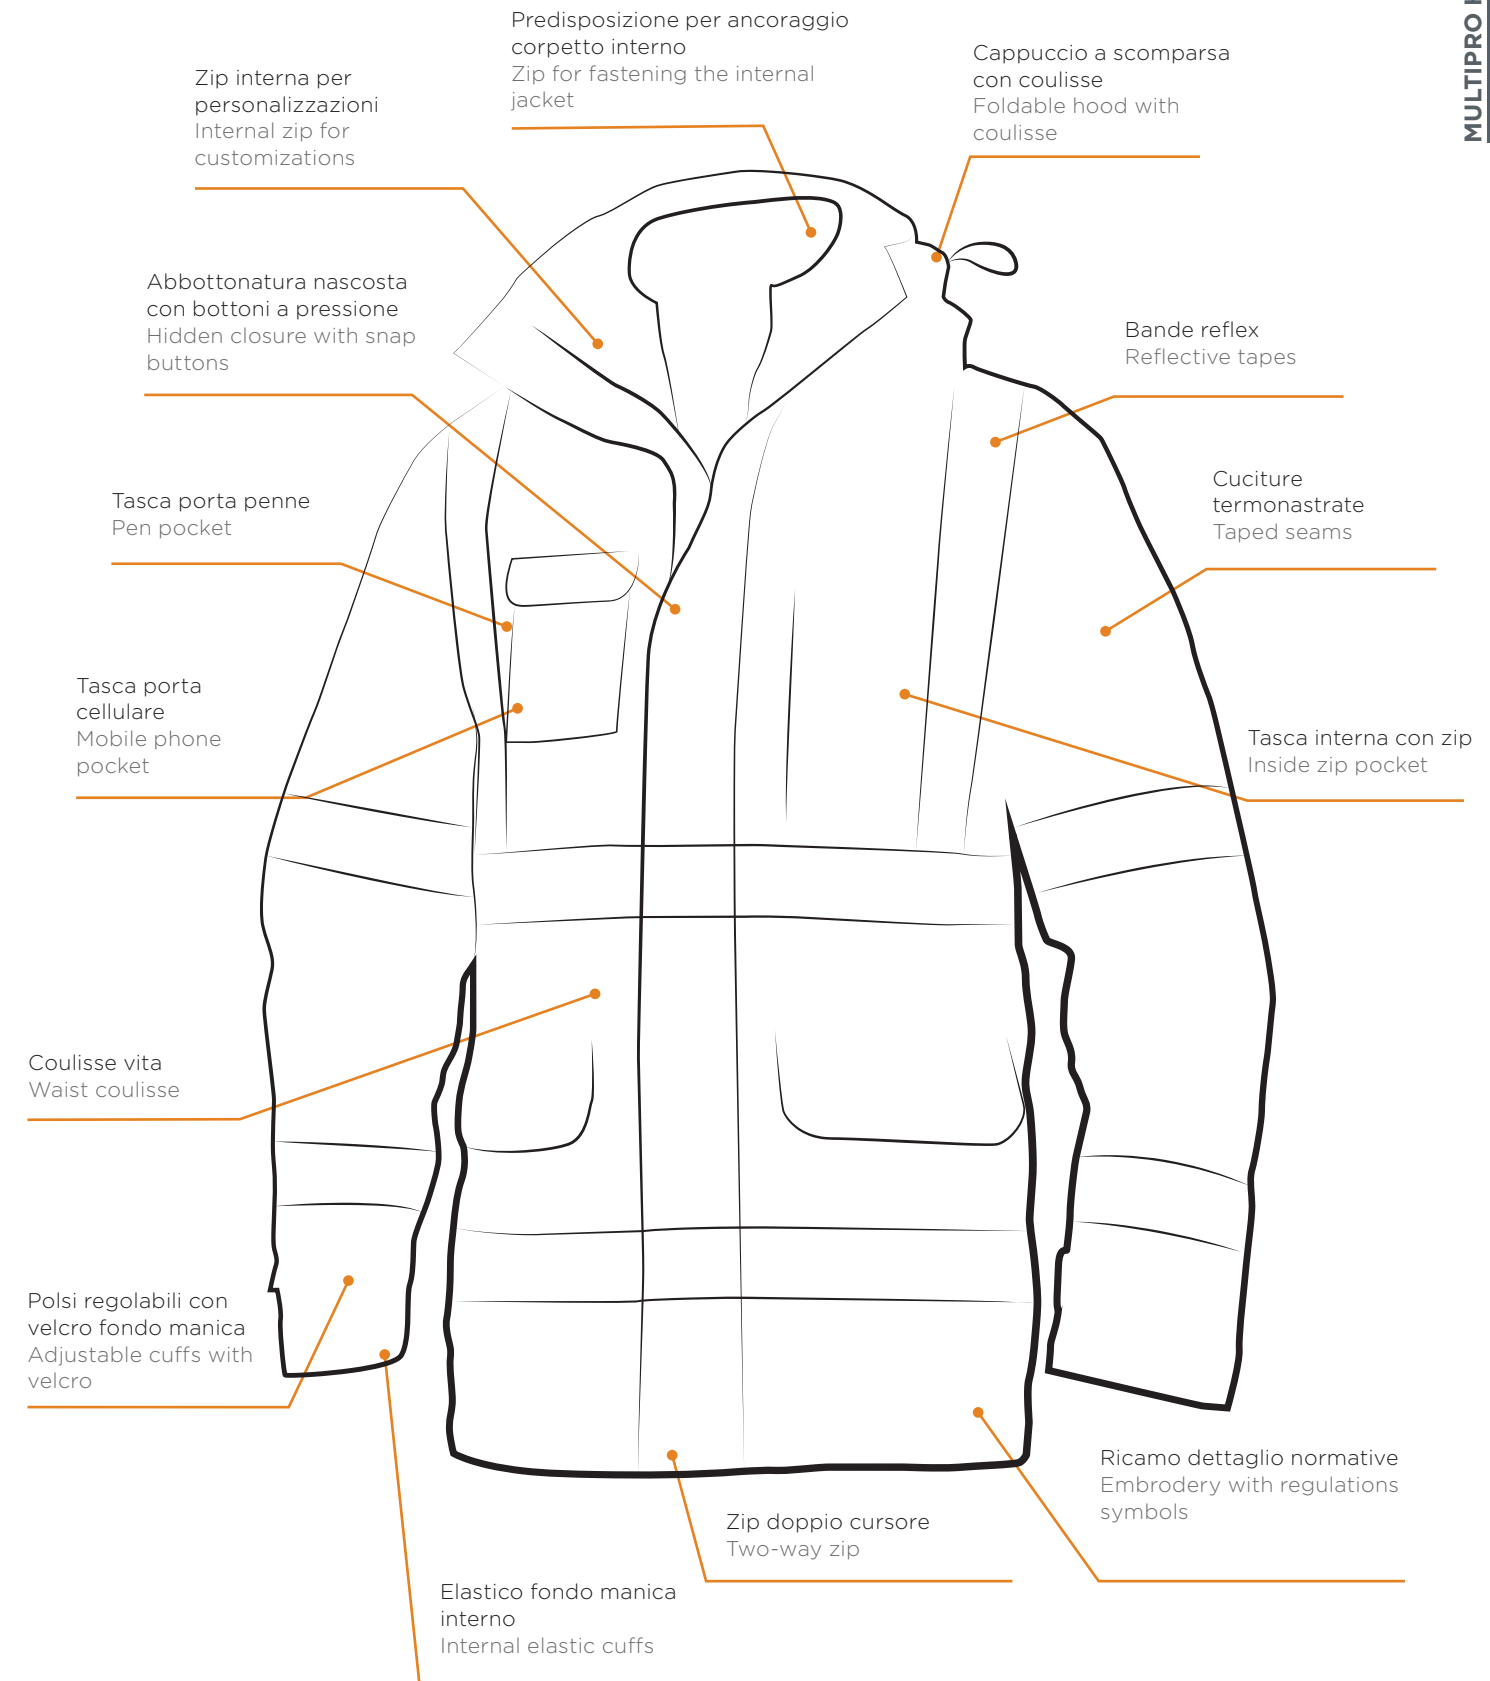 Predisposizione per ancoraggio
corpetto interno
Zip for fastening the internal
jacket
Cappuccio a scomparsa
con coulisse
Foldable hood with
coulisse
MULTIPRO
Zip interna per
personalizzazioni
Internal zip for
customizations
Abbottonatura nascosta
con bottoni a pressione
Hidden closure with snap
buttons
Bande reflex
Reflective tapes
Tasca porta penne
Pen pocket
Cuciture
termonastrate
Taped seams
Tasca porta
cellulare
Mobile phone
pocket
Tasca interna con zip
Inside zip pocket
Coulisse vita
Waist coulisse
Polsi regolabili con
velcro fondo manica
Adjustable cuffs with
velcro
Ricamo dettaglio normative
Embrodery with regulations
symbols
Zip doppio cursore
Two-way zip
Elastico fondo manica
interno
Internal elastic cuffs